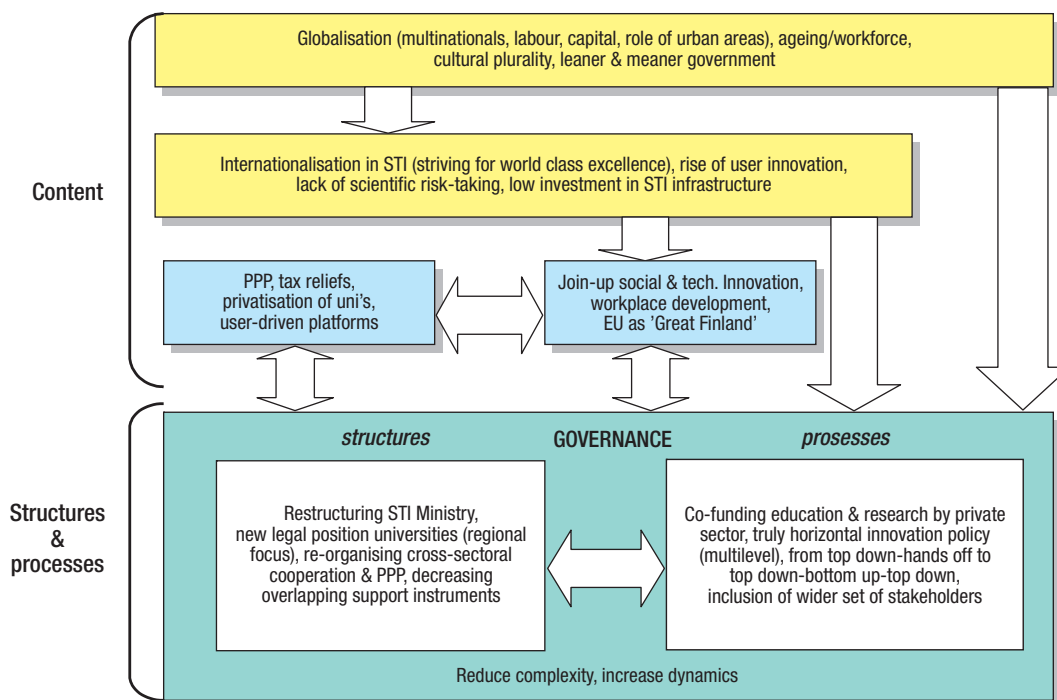 Globalisation (multinationals, labour, capital, role of urban areas), ageing/workforce,
cultural plurality, leaner & meaner government
Content
Internationalisation in STI (striving for world class excellence), rise of user innovation,
lack of scientific risk-taking, low investment in STI infrastructure
PPP, tax reliefs,
privatisation of uni's,
user-driven platforms
Join-up social & tech. Innovation,
workplace development,
EU as 'Great Finland'
Structures
&
processes
structures
GOVERNANCE
prosesses
Restructuring STI Ministry,
new legal position universities (regional
focus), re-organising cross-sectoral
cooperation & PPP, decreasing
overlapping support instruments
Co-funding education & research by private
sector, truly horizontal innovation policy
(multilevel), from top down-hands off to
top down-bottom up-top down,
inclusion of wider set of stakeholders
Reduce complexity, increase dynamics